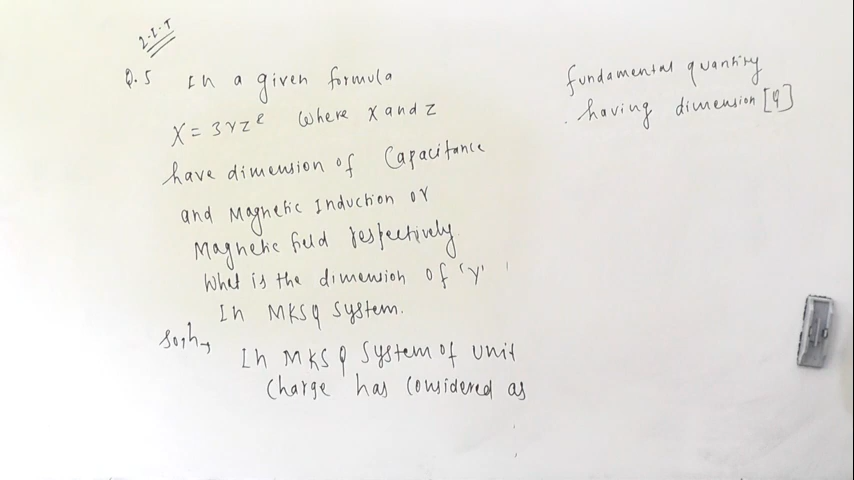 I.I.T
Q.5 In a given formula
X = 3YZ² Where X and Z
have dimension of Capacitance
and Magnetic Induction or
Magnetic field respectively
What is the dimension of 'Y'
In MKSQ System.
Soln→
In MKSQ System of unit
Charge has Considered as
fundamental quantity
having dimension [Q]